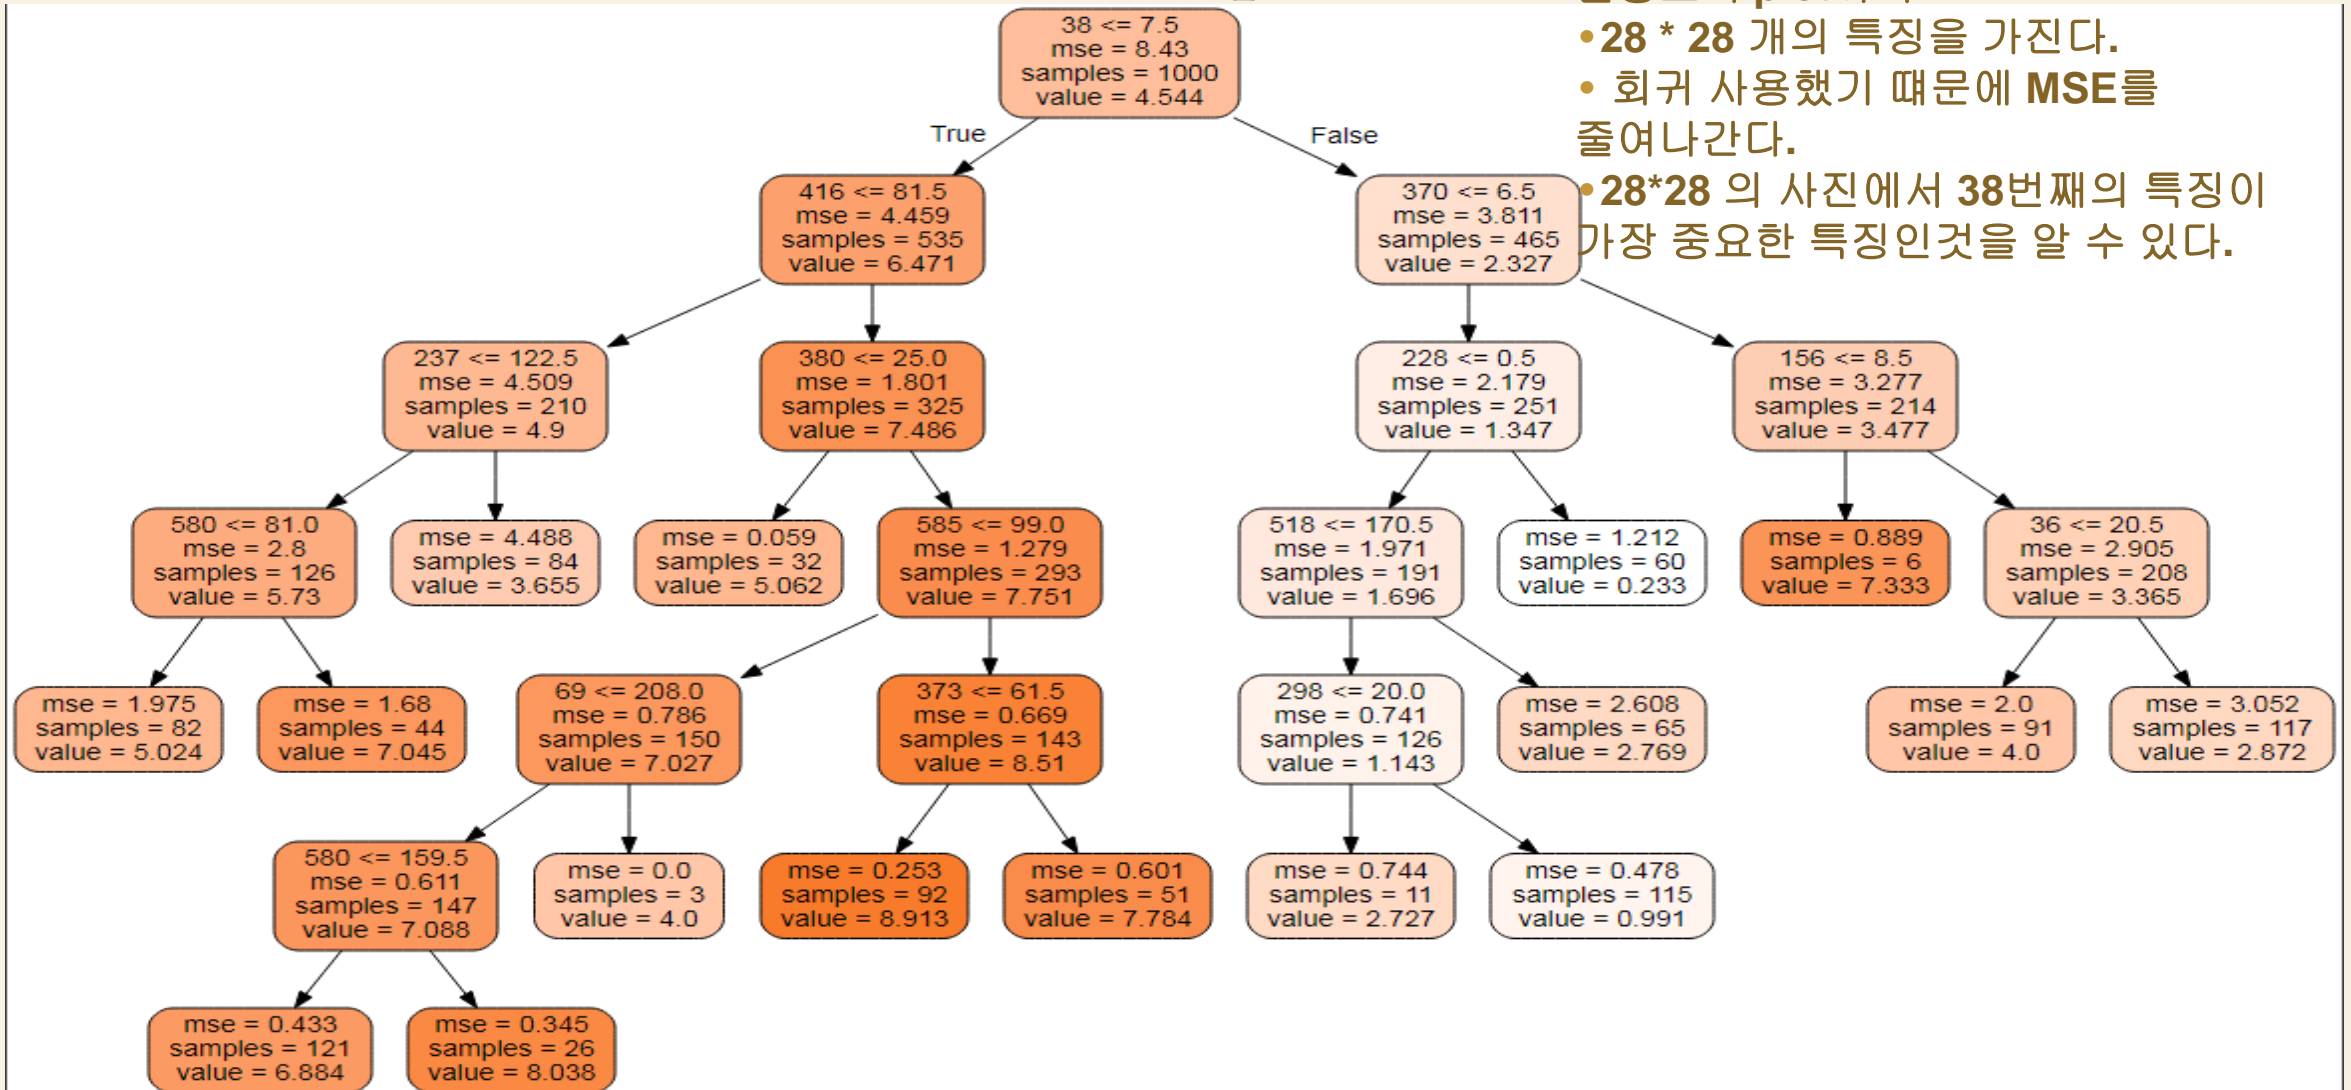 38 <= 7.5
mse = 8.43
samples = 1000
value = 4.544
True
False
•28 * 28 개의 특징을 가진다.
• 회귀 사용했기 떄문에 MSE를
줄여나간다.
•28*28 의 사진에서 38번째의 특징이
가장 중요한 특징인것을 알 수 있다.
416 <= 81.5
mse = 4.459
samples = 535
value = 6.471
370 <= 6.5
mse = 3.811
samples = 465
value = 2.327
237 <= 122.5
mse = 4.509
samples = 210
value = 4.9
380 <= 25.0
mse = 1.801
samples = 325
value = 7.486
228 <= 0.5
mse = 2.179
samples = 251
value = 1.347
156 <= 8.5
mse = 3.277
samples = 214
value = 3.477
580 <= 81.0
mse = 2.8
samples = 126
value = 5.73
mse = 4.488
samples = 84
value = 3.655
mse = 0.059
samples = 32
value = 5.062
585 <= 99.0
mse = 1.279
samples = 293
value = 7.751
518 <= 170.5
mse = 1.971
samples = 191
value = 1.696
mse = 1.212
samples = 60
value = 0.233
mse = 0.889
samples = 6
value = 7.333
36 <= 20.5
mse = 2.905
samples = 208
value = 3.365
mse = 1.975
samples = 82
value = 5.024
mse = 1.68
samples = 44
value = 7.045
69 <= 208.0
mse = 0.786
samples = 150
value = 7.027
373 <= 61.5
mse = 0.669
samples = 143
value = 8.51
298 <= 20.0
mse = 0.741
samples = 126
value = 1.143
mse = 2.608
samples = 65
value = 2.769
mse = 2.0
samples = 91
value = 4.0
mse = 3.052
samples = 117
value = 2.872
580 <= 159.5
mse = 0.611
samples = 147
value = 7.088
mse = 0.0
samples = 3
value = 4.0
mse = 0.253
samples = 92
value = 8.913
mse = 0.601
samples = 51
value = 7.784
mse = 0.744
samples = 11
value = 2.727
mse = 0.478
samples = 115
value = 0.991
mse = 0.433
samples = 121
value = 6.884
mse = 0.345
samples = 26
value = 8.038